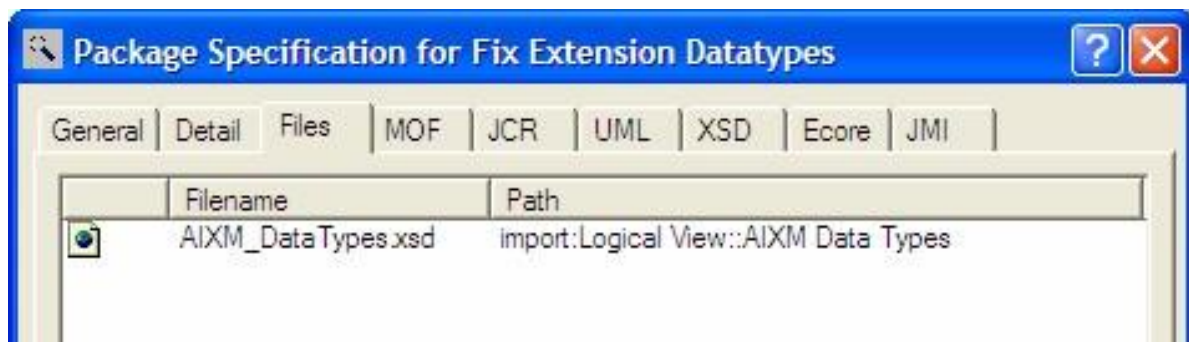 Package Specification for Fix Extension Datatypes
General Detail Files MOF JCR UML XSD Ecore JMI
Filename Path
AIXM_DataTypes.xsd import:Logical View::AIXM Data Types